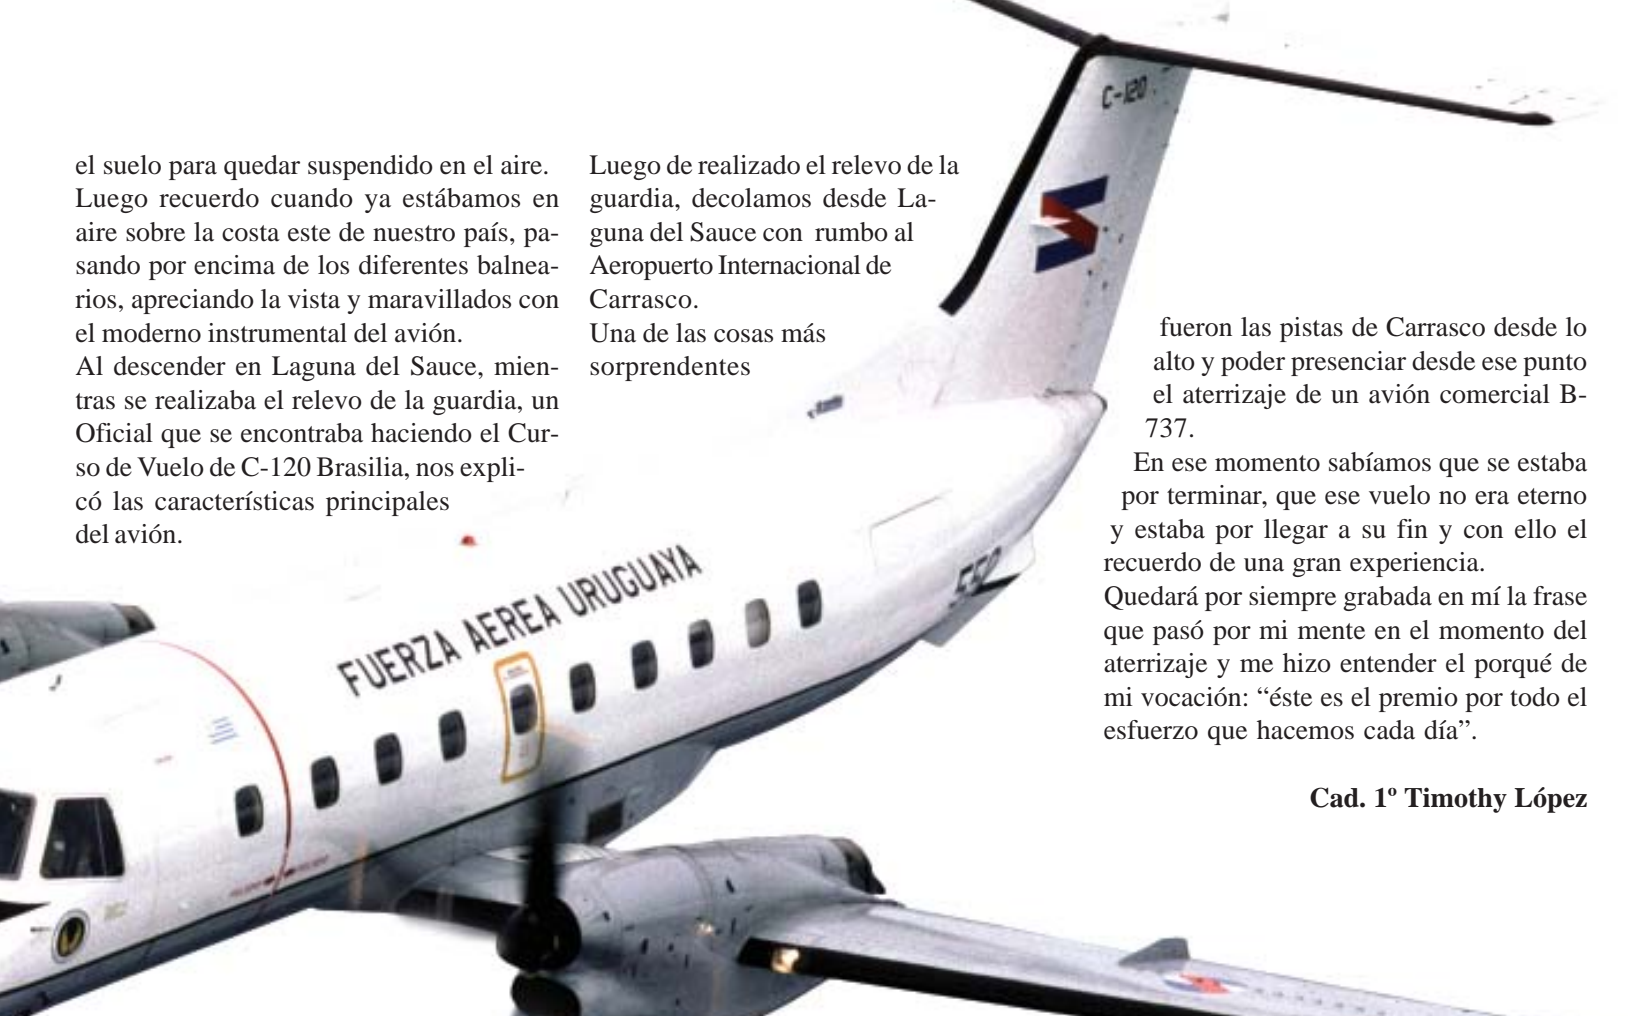 el suelo para quedar suspendido en el aire.
Luego recuerdo cuando ya estábamos en
aire sobre la costa este de nuestro país, pa-
sando por encima de los diferentes balnea-
rios, apreciando la vista y maravillados con
el moderno instrumental del avión.
Al descender en Laguna del Sauce, mien-
tras se realizaba el relevo de la guardia, un
Oficial que se encontraba haciendo el Cur-
so de Vuelo de C-120 Brasilia, nos expli-
có las características principales
del avión.
Luego de realizado el relevo de la
guardia, decolamos desde La-
guna del Sauce con rumbo al
Aeropuerto Internacional de
Carrasco.
Una de las cosas más
sorprendentes
fueron las pistas de Carrasco desde lo
alto y poder presenciar desde ese punto
el aterrizaje de un avión comercial B-
737.
En ese momento sabíamos que se estaba
por terminar, que ese vuelo no era eterno
y estaba por llegar a su fin y con ello el
recuerdo de una gran experiencia.
Quedará por siempre grabada en mí la frase
que pasó por mi mente en el momento del
aterrizaje y me hizo entender el porqué de
mi vocación: “éste es el premio por todo el
esfuerzo que hacemos cada día”.
Cad. 1º Timothy López
C-120
FUERZA AEREA URUGUAYA